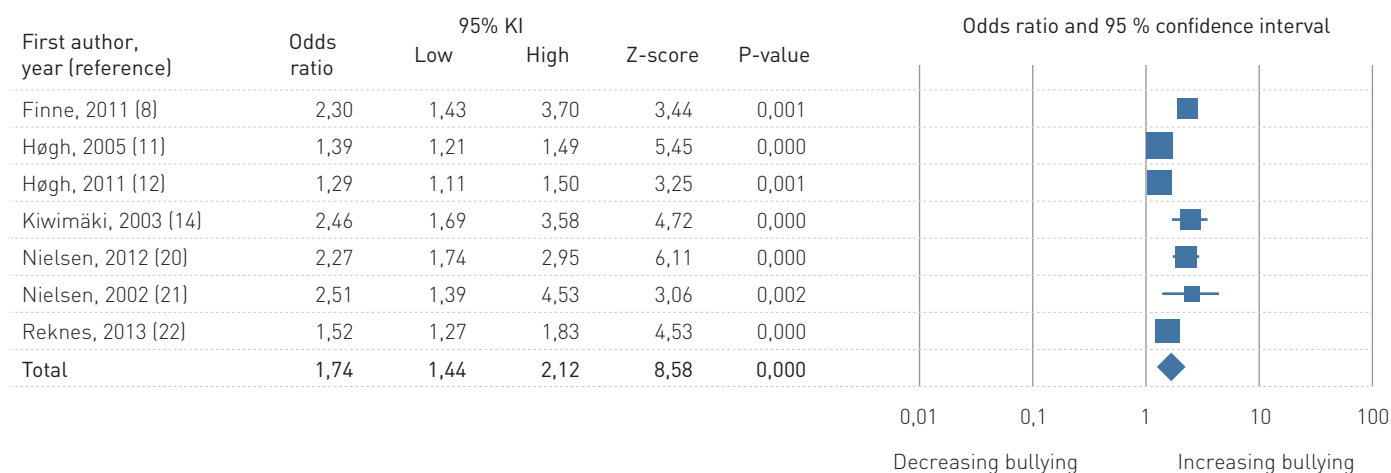 95% KI
Odds ratio and 95 % confidence interval
First author,
year (reference)
Odds
ratio
Low High Z-score P-value
Finne, 2011 (8) 2,30 1,43 3,70 3,44 0,001
Høgh, 2005 (11) 1,39 1,21 1,49 5,45 0,000
Høgh, 2011 (12) 1,29 1,11 1,50 3,25 0,001
Kiwimäki, 2003 (14) 2,46 1,69 3,58 4,72 0,000
Nielsen, 2012 (20) 2,27 1,74 2,95 6,11 0,000
Nielsen, 2002 (21) 2,51 1,39 4,53 3,06 0,002
Reknes, 2013 (22) 1,52 1,27 1,83 4,53 0,000
Total 1,74 1,44 2,12 8,58 0,000
0,01 0,1 1 10 100
Decreasing bullying Increasing bullying